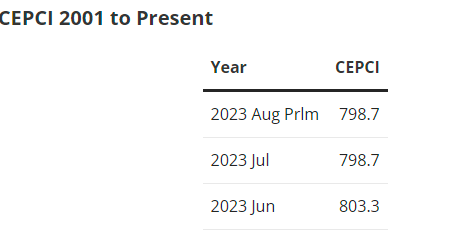 CEPCI 2001 to Present
Year CEPCI
2023 Aug Prlm 798.7
2023 Jul 798.7
2023 Jun 803.3